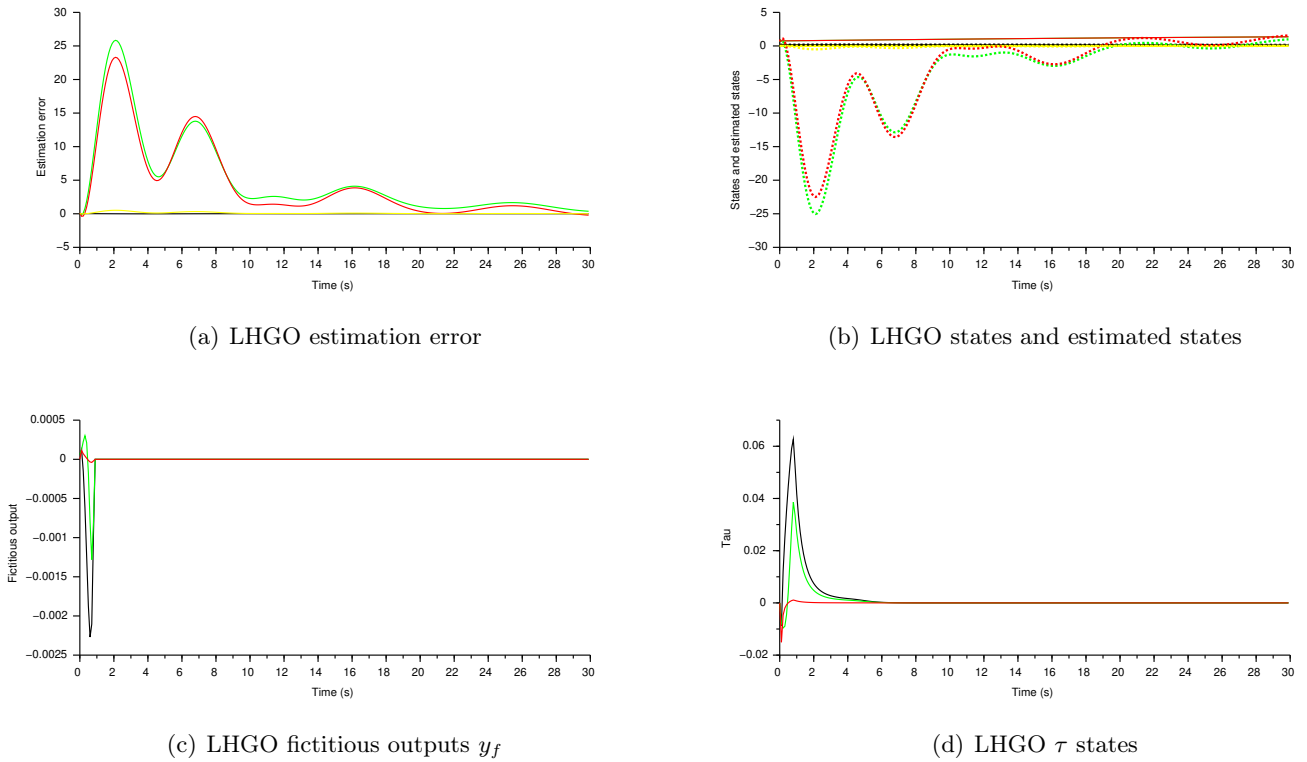 30
25
20
15
10
5
0
−5
Estimation error
0 2 4 6 8 10 12 14 16 18 20 22 24 26 28 30
Time (s)
(a) LHGO estimation error
5
0
−5
−10
−15
−20
−25
−30
States and estimated states
0 2 4 6 8 10 12 14 16 18 20 22 24 26 28 30
Time (s)
(b) LHGO states and estimated states
0.0005
0
−0.0005
−0.001
−0.0015
−0.002
−0.0025
Fictitious output
0 2 4 6 8 10 12 14 16 18 20 22 24 26 28 30
Time (s)
(c) LHGO fictitious outputs y_f
0.06
0.04
0.02
0
−0.02
Tau
0 2 4 6 8 10 12 14 16 18 20 22 24 26 28 30
Time (s)
(d) LHGO τ states